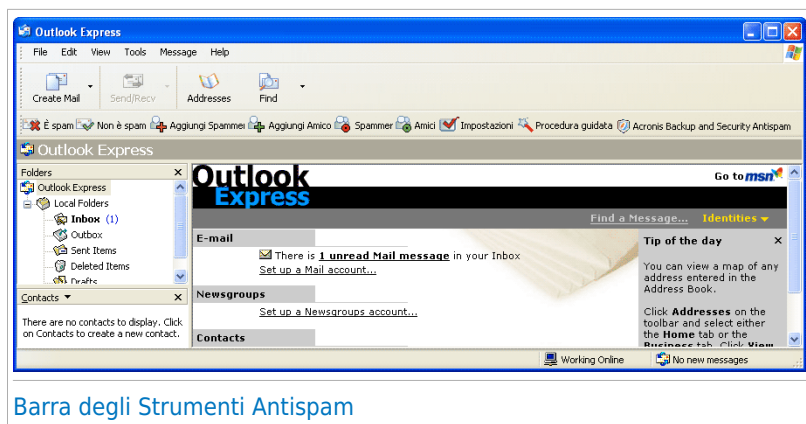 Outlook Express
File Edit View Tools Message Help
Create Mail Send/Recv Addresses Find
È spam Non è spam Aggiungi Spammer Aggiungi Amico Spammer Amici Impostazioni Procedura guidata Acronis Backup and Security Antispam
Outlook Express
Folders
Outlook Express
Local Folders
Inbox (1)
Outbox
Sent Items
Deleted Items
Drafts
Contacts
There are no contacts to display. Click
on Contacts to create a new contact.
Outlook
Express
Go to msn
Find a Message... Identities
E-mail
There is 1 unread Mail message in your Inbox
Set up a Mail account...
Newsgroups
Set up a Newsgroups account...
Contacts
Tip of the day
You can view a map of any
address entered in the
Address Book.
Click Addresses on the
toolbar and select either
the Home tab or the
Business tab. Click View
Working Online No new messages
Barra degli Strumenti Antispam